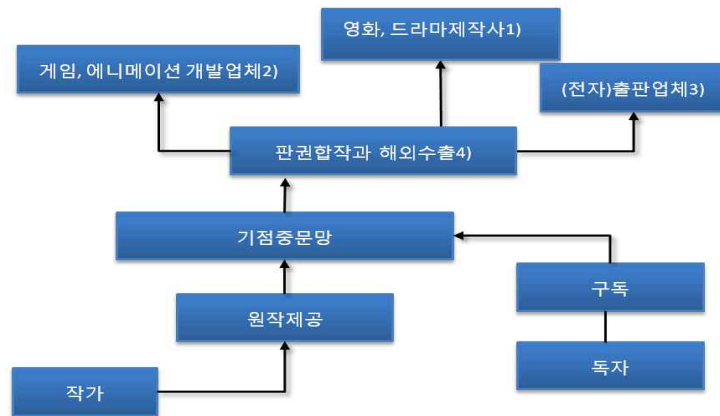 영화, 드라마제작사1)
게임, 에니메이션 개발업체2)
(전자)출판업체3)
판권합작과 해외수출4)
기점중문망
구독
원작제공
독자
작가